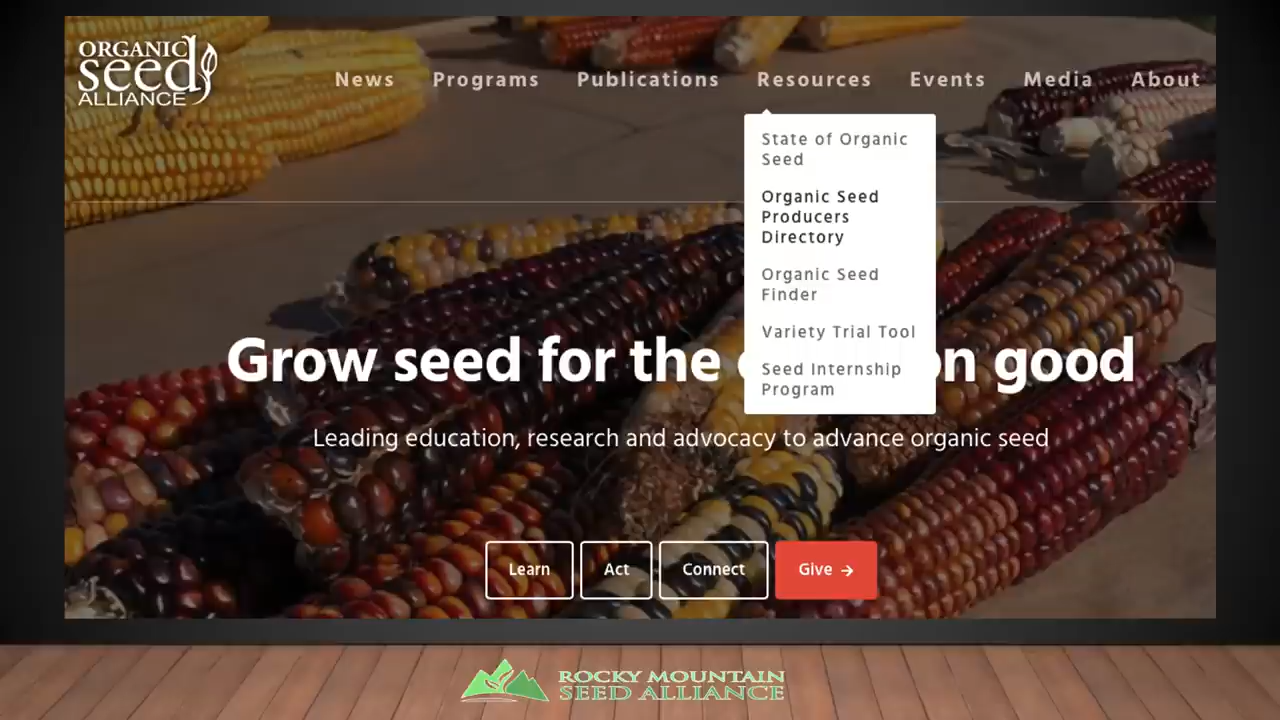 ORGANIC
seed
ALLIANCE
News Programs Publications Resources Events Media About
State of Organic
Seed
Organic Seed
Producers
Directory
Organic Seed
Finder
Variety Trial Tool
Seed Internship
Program
Grow seed for the on good
Leading education, research and advocacy to advance organic seed
Learn Act Connect Give →
ROCKY MOUNTAIN
SEED ALLIANCE